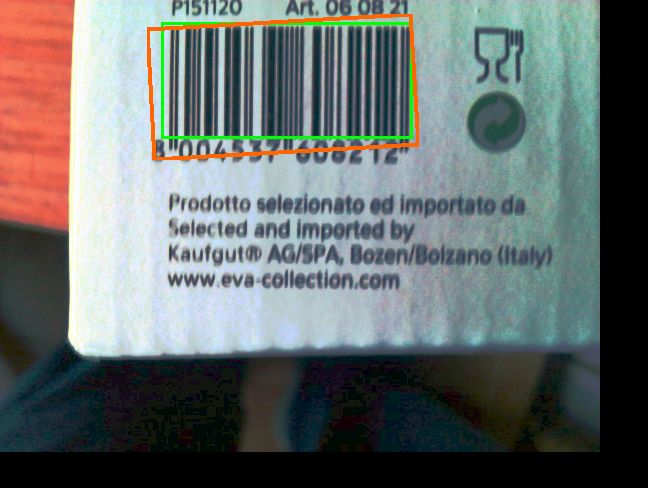 P151120 Art. 06 08 21
8"004537"608212"
Prodotto selezionato ed importato da
Selected and imported by
Kaufgut® AG/SPA, Bozen/Bolzano (Italy)
www.eva-collection.com